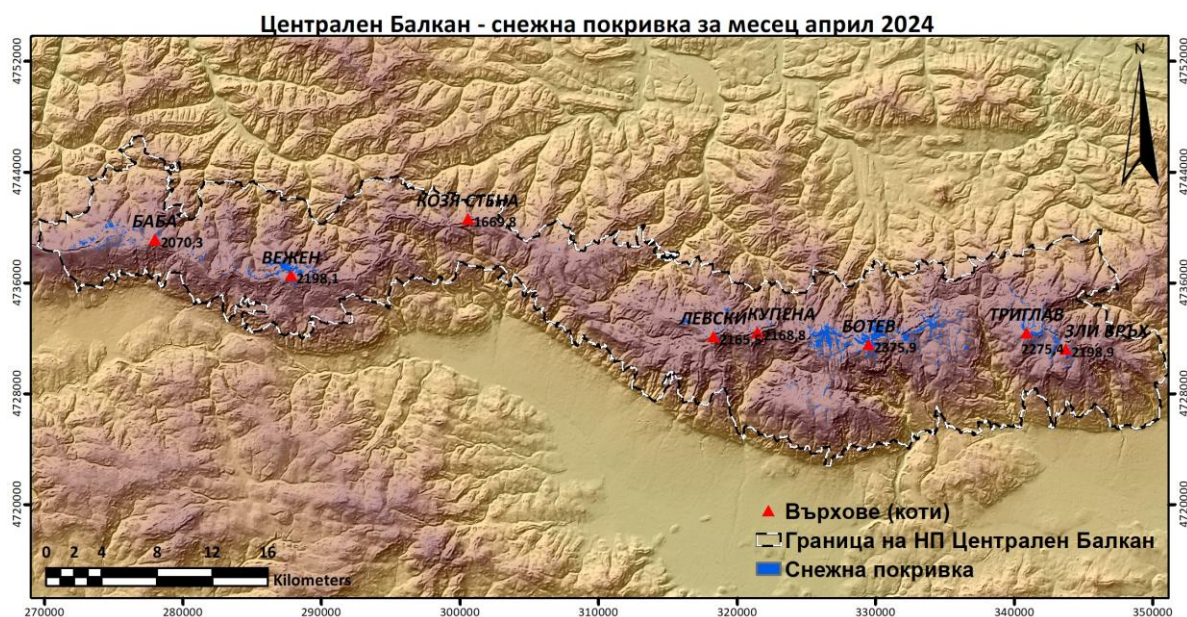 Централен Балкан - снежна покривка за месец април 2024
4752000
4744000
4736000
4728000
4720000
N
4752000
4744000
4736000
4728000
4720000
КОЗЯ СТЕНА
1669,8
БАБА
2070,3
ВЕЖЕН
2198,1
ЛЕВСКИ
КУПЕНА
2168,8
БОТЕВ
2375,9
ТРИГЛАВ
2275,4
ЗЛИ ВРЪХ
2198,9
Върхове (коти)
Граница на НП Централен Балкан
Снежна покривка
0 2 4 8 12 16
Kilometers
270000 280000 290000 300000 310000 320000 330000 340000 350000